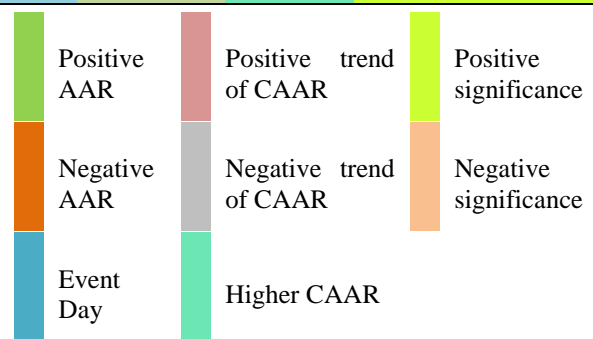 Positive AAR
Positive trend of CAAR
Positive significance
Negative AAR
Negative trend of CAAR
Negative significance
Event Day
Higher CAAR